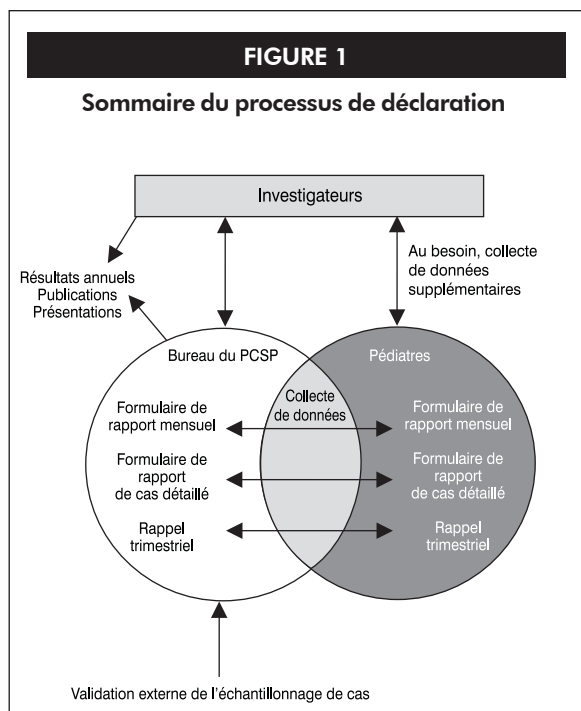 FIGURE 1
Sommaire du processus de déclaration
Investigateurs
Résultats annuels
Publications
Présentations
Au besoin, collecte
de données
supplémentaires
Bureau du PCSP
Pédiatres
Collecte
de données
Formulaire de
rapport mensuel
Formulaire de
rapport mensuel
Formulaire de
rapport
de cas détaillé
Formulaire de
rapport
de cas détaillé
Rappel
trimestriel
Rappel
trimestriel
Validation externe de l'échantillonnage de cas